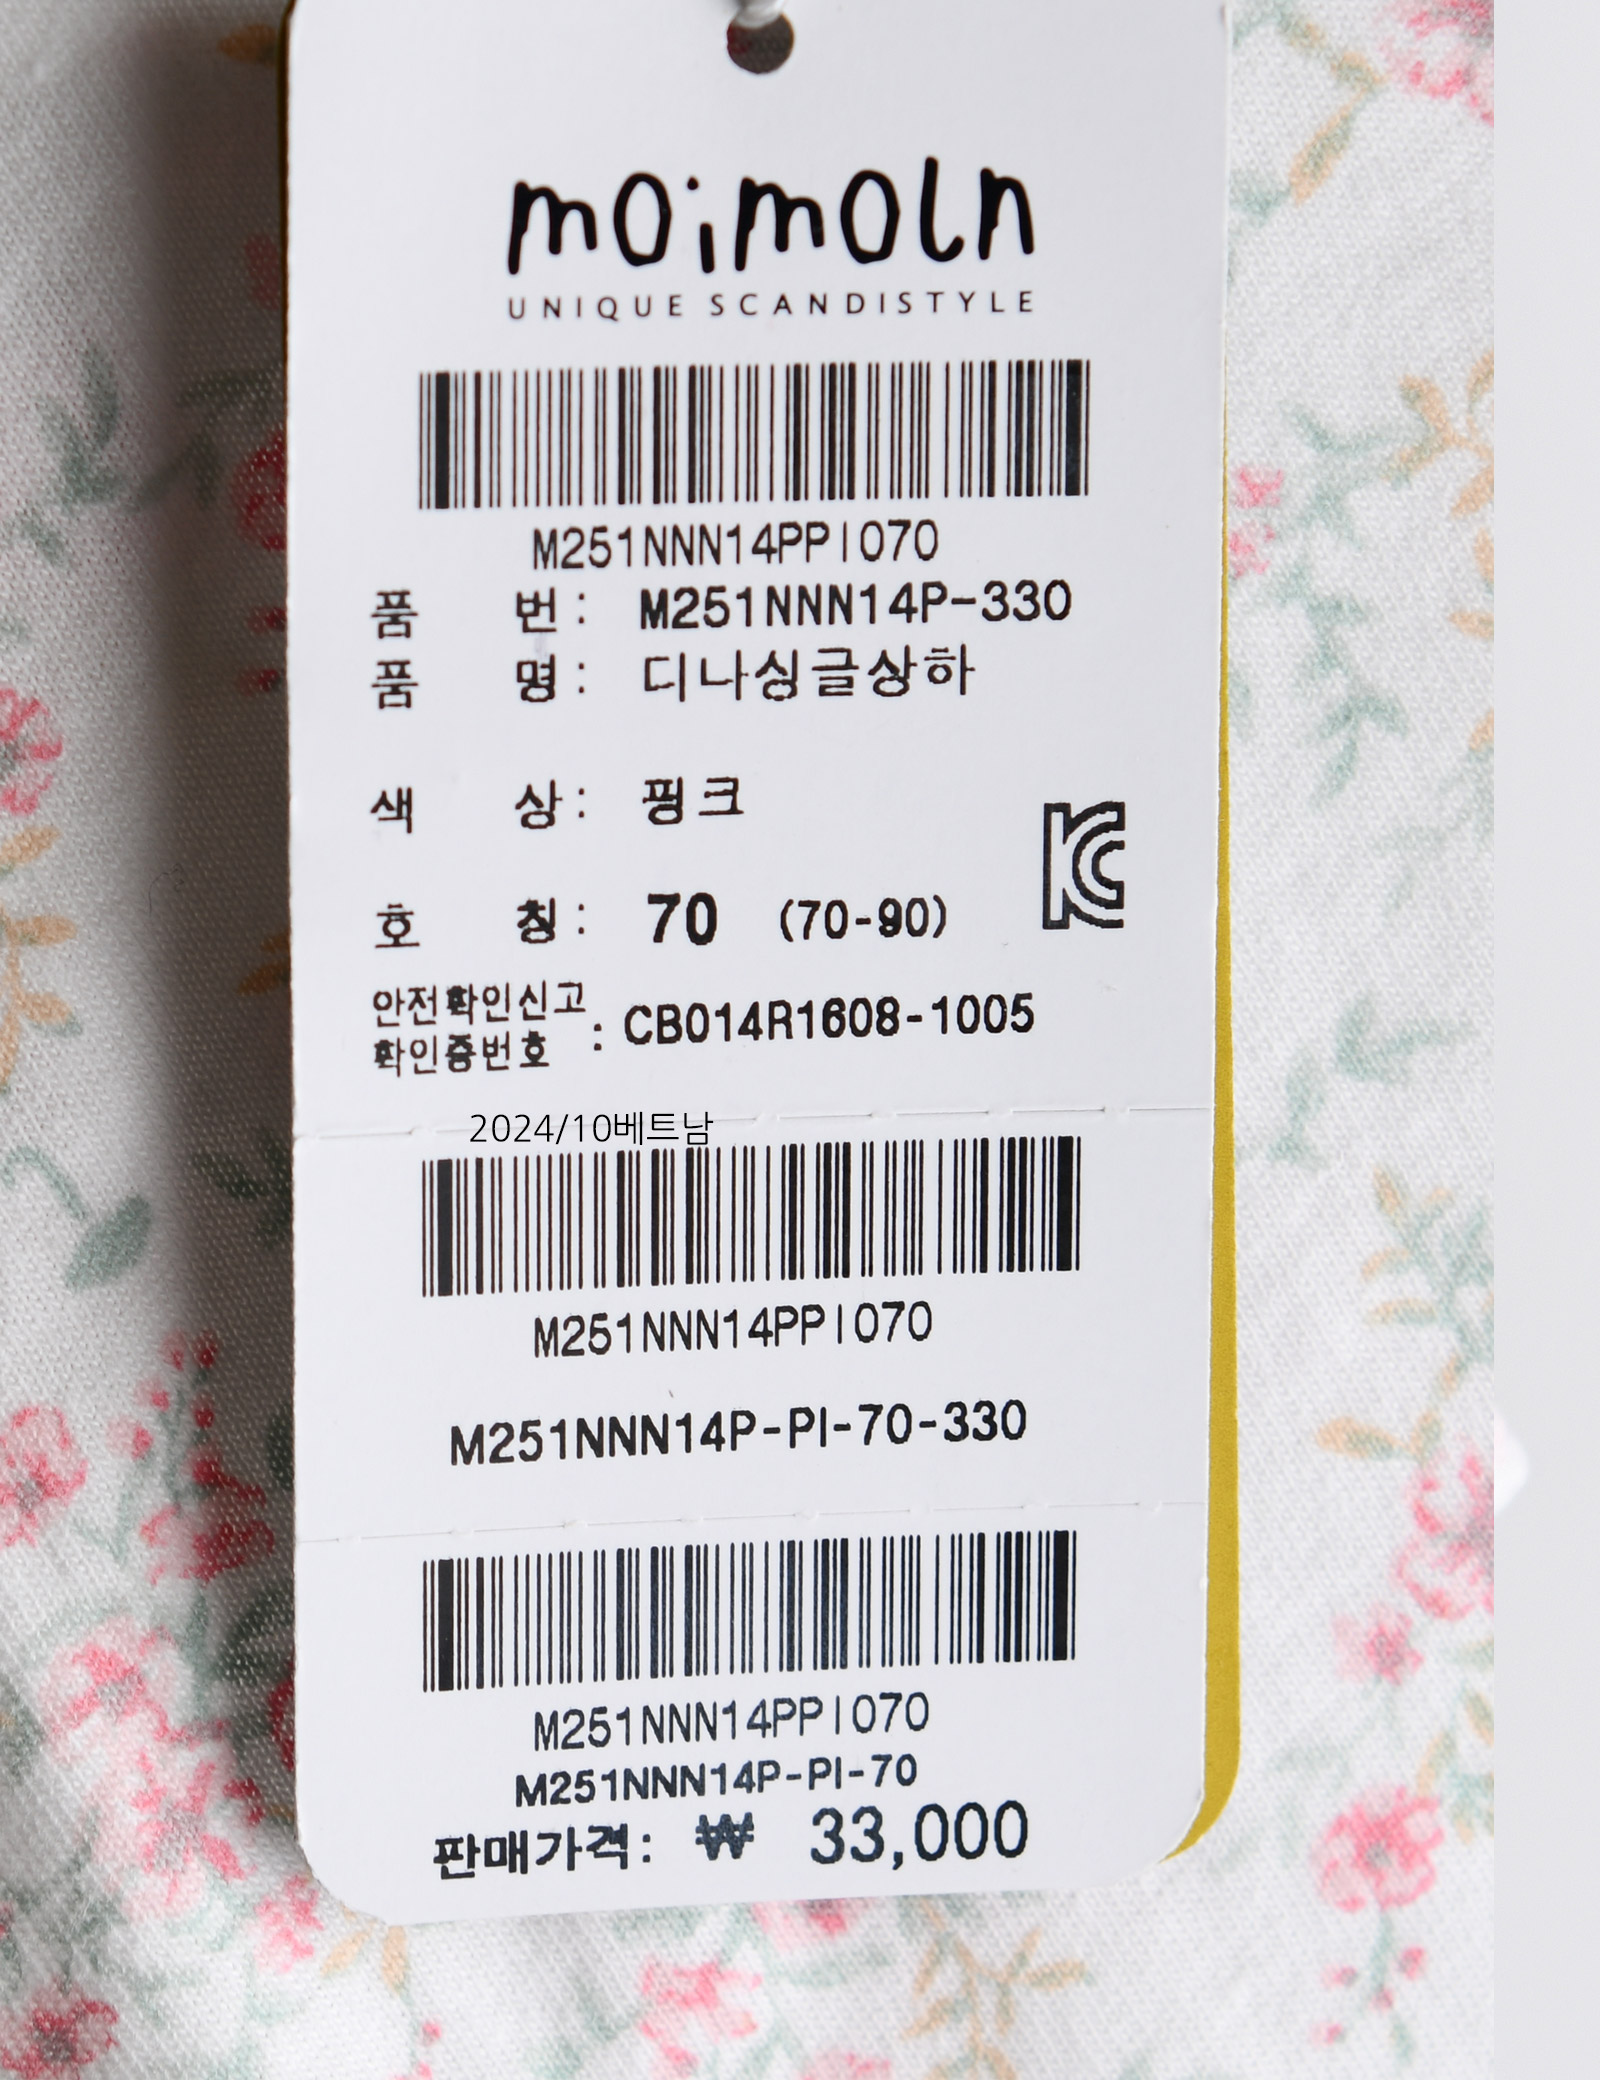 moimoln
UNIQUE SCANDISTYLE
M251NNN14PPI070
품 번 : M251NNN14P-330
품 명 : 디나싱글상하
색 상 : 핑크
호 칭 : 70 (70-90)
안전확인신고
확인증번호 : CB014R1608-1005
2024/10베트남
M251NNN14PPI070
M251NNN14P-PI-70-330
M251NNN14PPI070
M251NNN14P-PI-70
판매가격: ₩ 33,000